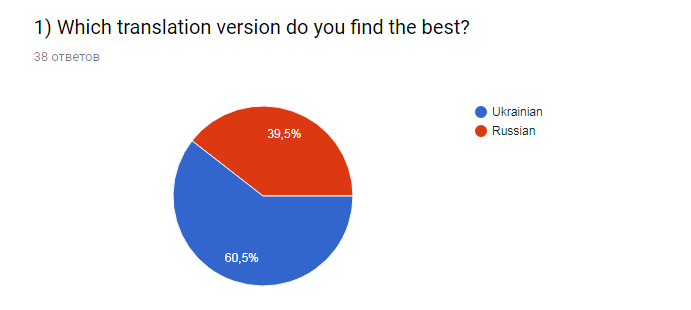 1) Which translation version do you find the best?
38 ответов
Ukrainian
Russian
39,5%
60,5%